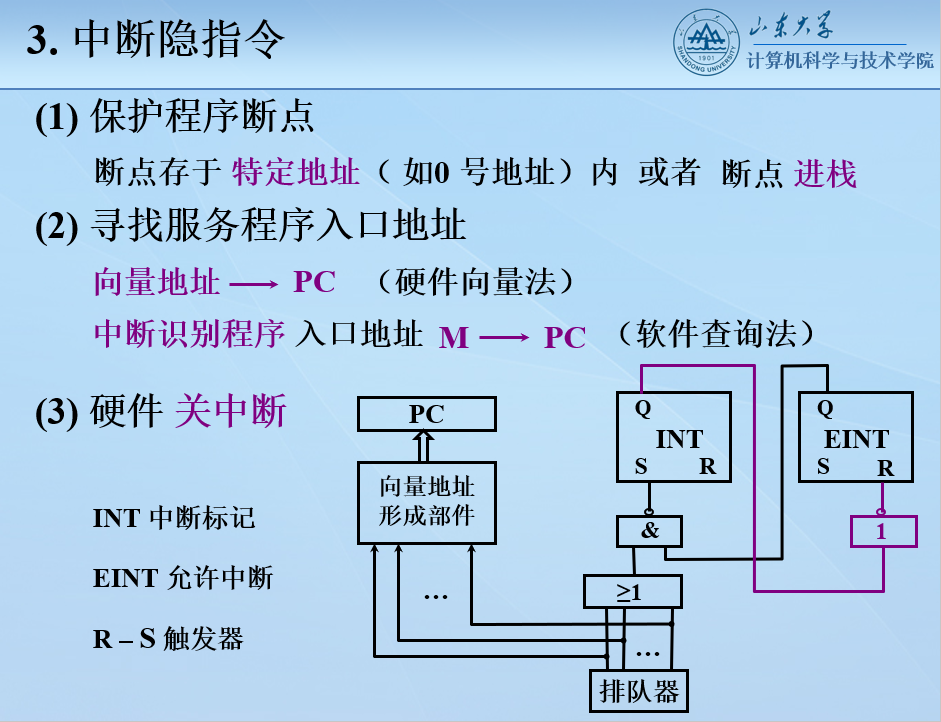 3. 中断隐指令
山东大学
计算机科学与技术学院
SHANDONG UNIVERSITY
1901
(1) 保护程序断点
断点存于 特定地址（ 如0 号地址）内 或者 断点 进栈
(2) 寻找服务程序入口地址
向量地址 → PC （硬件向量法）
中断识别程序 入口地址 M → PC （软件查询法）
(3) 硬件 关中断
INT 中断标记
EINT 允许中断
R – S 触发器
PC
向量地址
形成部件
…
Q
INT
S R
&
≥1
…
排队器
Q
EINT
S R
1